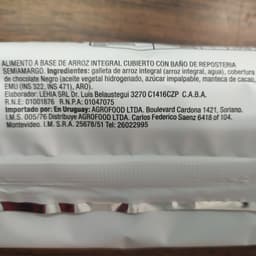 ALIMENTO A BASE DE ARROZ INTEGRAL CUBIERTO CON BAÑO DE REPOSTERIA
SEMIAMARGO. Ingredientes: galleta de arroz integral (arroz integral, agua), cobertura
de chocolate Negro (aceite vegetal hidrogenado, azúcar impalpable, manteca de cacao,
EMU (INS 322, INS 471), ARO).
Elaborador: LEHIA SRL Dr. Luis Belaustegui 3270 C1416CZP C.A.B.A.
R.N.E: 01001876 R.N.P.A: 01047075
Importado por: En Uruguay: AGROFOOD LTDA. Boulevard Cardona 1421, Soriano.
I.M.S. 005/76 Distribuye AGROFOOD LTDA. Carlos Federico Saenz 6418 of 104.
Montevideo. I.M. S.R.A. 25678/51 Tel: 26022995